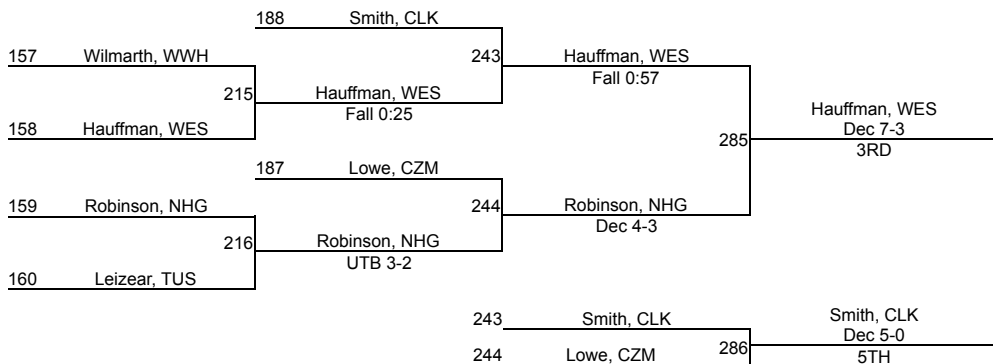 188 Smith, CLK
157 Wilmarth, WWH
243 Hauffman, WES
Fall 0:57
215 Hauffman, WES
Fall 0:25
158 Hauffman, WES
Hauffman, WES
Dec 7-3
285
3RD
187 Lowe, CZM
159 Robinson, NHG
244 Robinson, NHG
Dec 4-3
216 Robinson, NHG
UTB 3-2
160 Leizear, TUS
243 Smith, CLK
Smith, CLK
Dec 5-0
244 Lowe, CZM
286
5TH